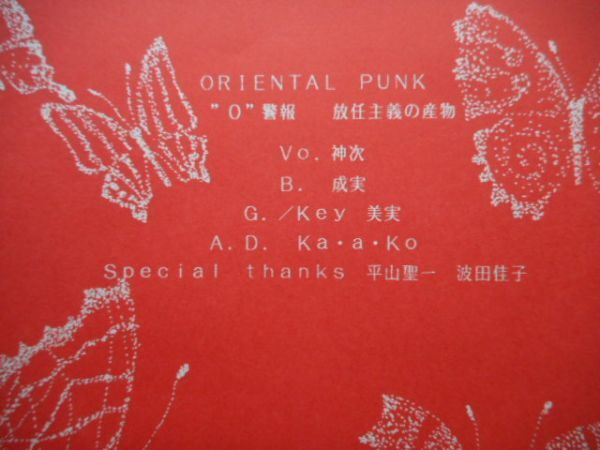 ORIENTAL PUNK
”0”警報　放任主義の産物
Vo. 神次
B. 成実
G./Key 美実
A.D. Ka・a・Ko
Special thanks 平山聖一 波田佳子